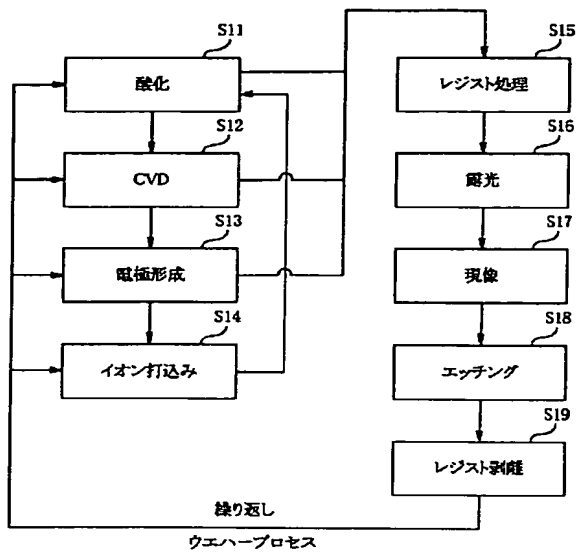 S11
酸化
S12
CVD
S13
電極形成
S14
イオン打込み
S15
レジスト処理
S16
露光
S17
現像
S18
エッチング
S19
レジスト剥離
繰り返し
ウエハープロセス